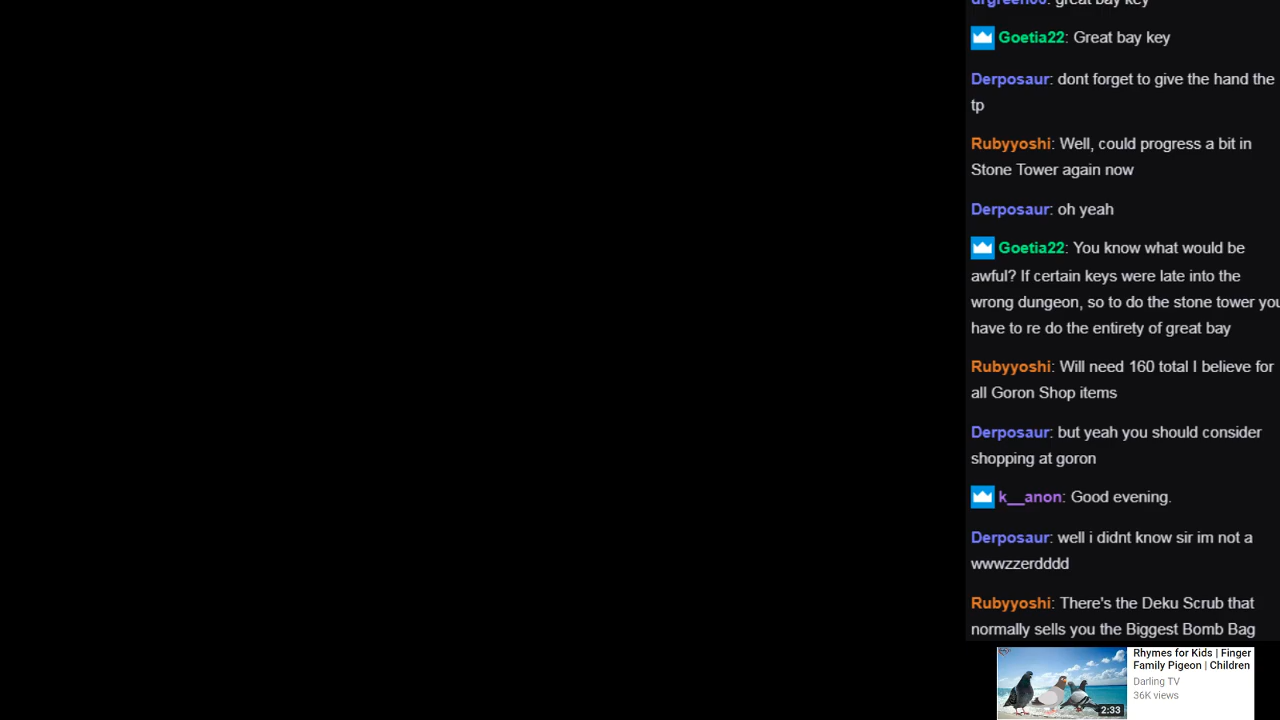 drgreen06: great bay key
Goetia22: Great bay key
Derposaur: dont forget to give the hand the
tp
Rubyyoshi: Well, could progress a bit in
Stone Tower again now
Derposaur: oh yeah
Goetia22: You know what would be
awful? If certain keys were late into the
wrong dungeon, so to do the stone tower you
have to re do the entirety of great bay
Rubyyoshi: Will need 160 total I believe for
all Goron Shop items
Derposaur: but yeah you should consider
shopping at goron
k__anon: Good evening.
Derposaur: well i didnt know sir im not a
wwwzzerdddd
Rubyyoshi: There's the Deku Scrub that
normally sells you the Biggest Bomb Bag
Rhymes for Kids | Finger
Family Pigeon | Children
Darling TV
36K views
2:33